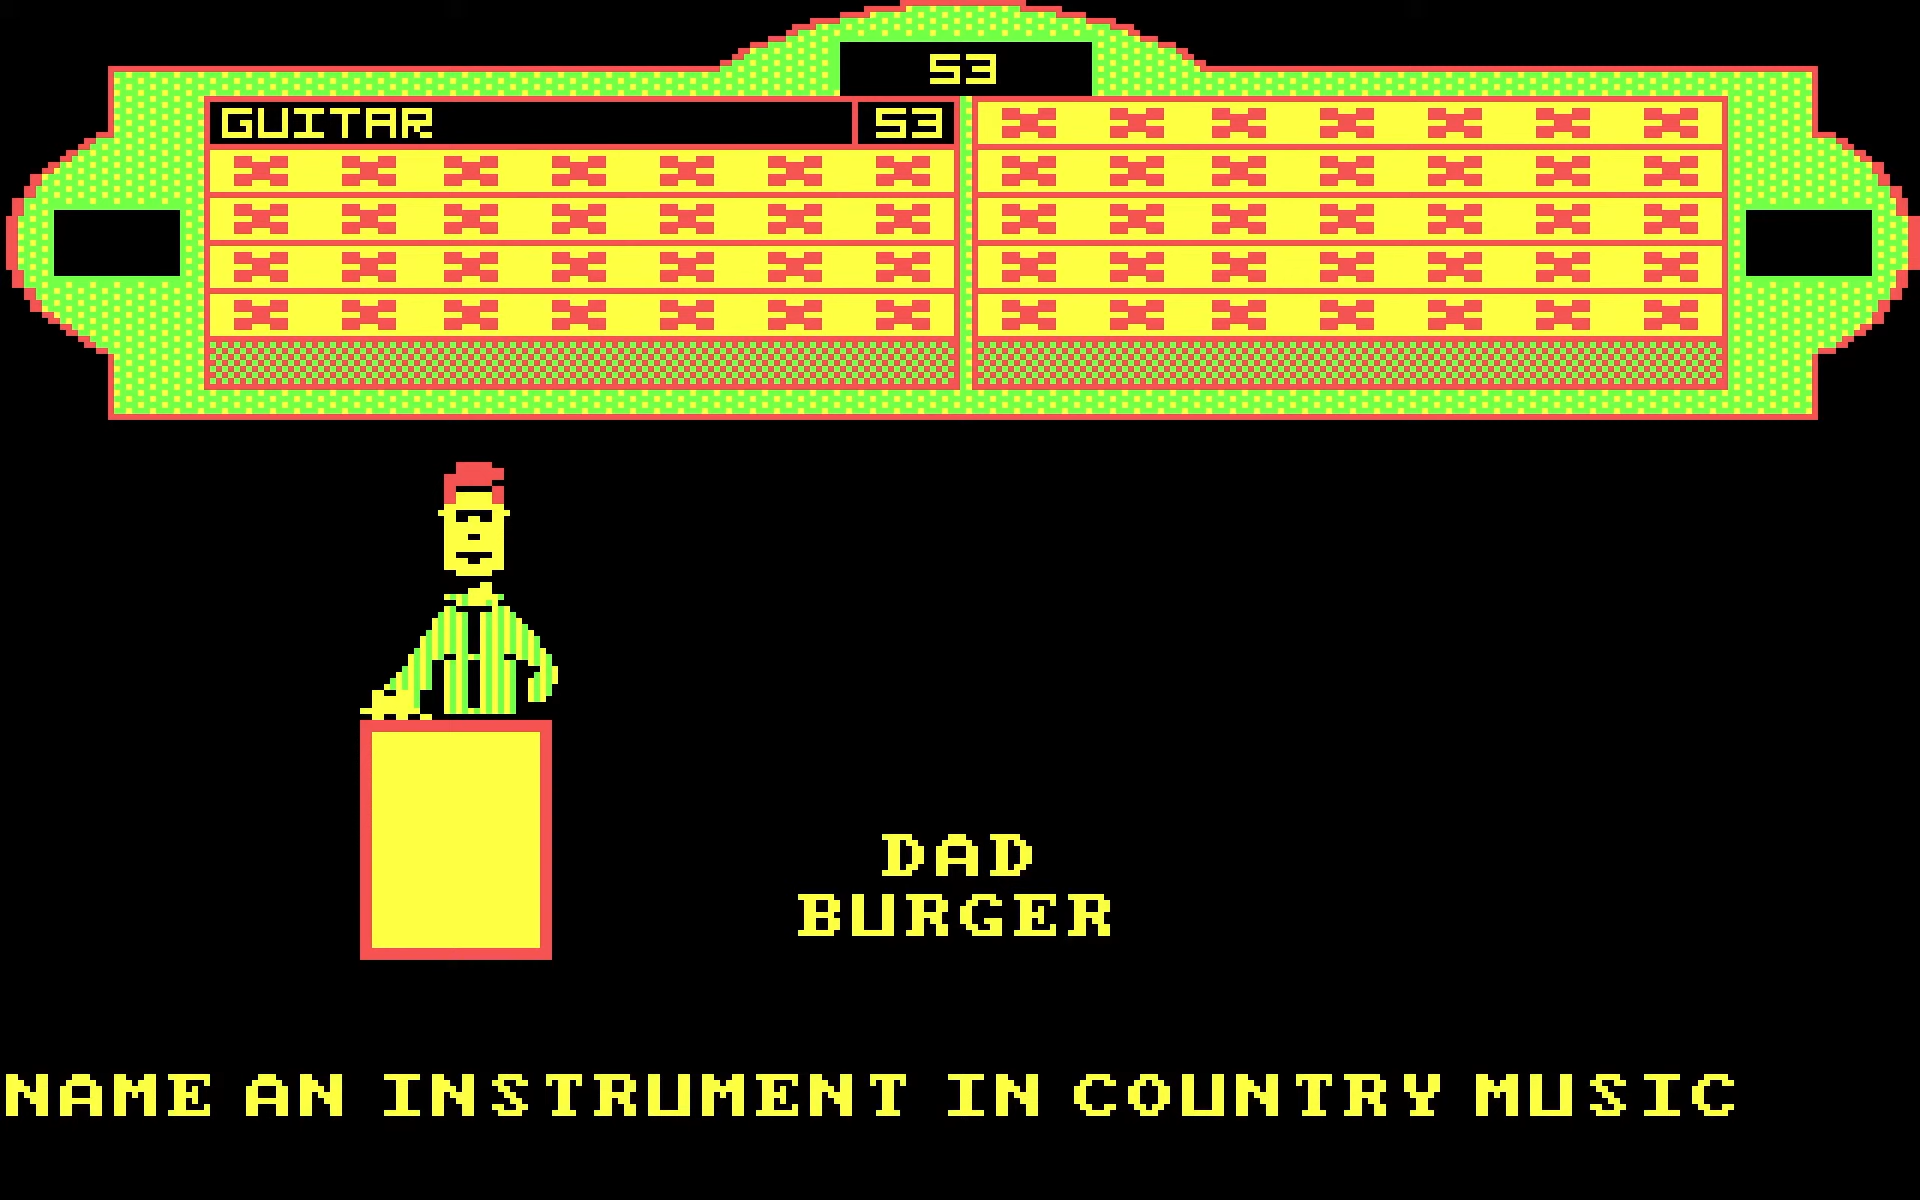 53
GUITAR 53
DAD
BURGER
NAME AN INSTRUMENT IN COUNTRY MUSIC